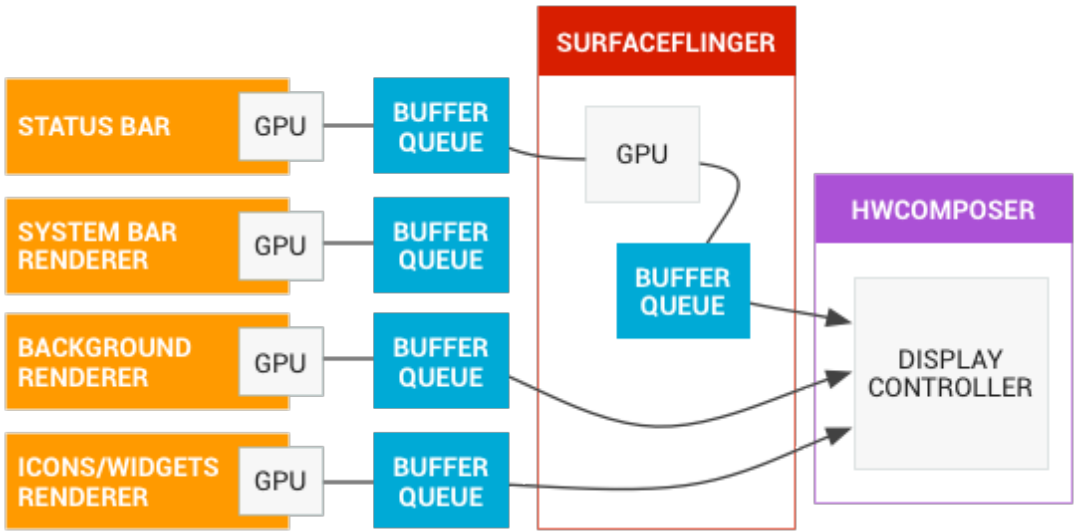 SURFACEFLINGER
STATUS BAR
GPU
BUFFER
QUEUE
GPU
SYSTEM BAR
RENDERER
GPU
BUFFER
QUEUE
HWCOMPOSER
BUFFER
QUEUE
BACKGROUND
RENDERER
GPU
BUFFER
QUEUE
DISPLAY
CONTROLLER
ICONS/WIDGETS
RENDERER
GPU
BUFFER
QUEUE